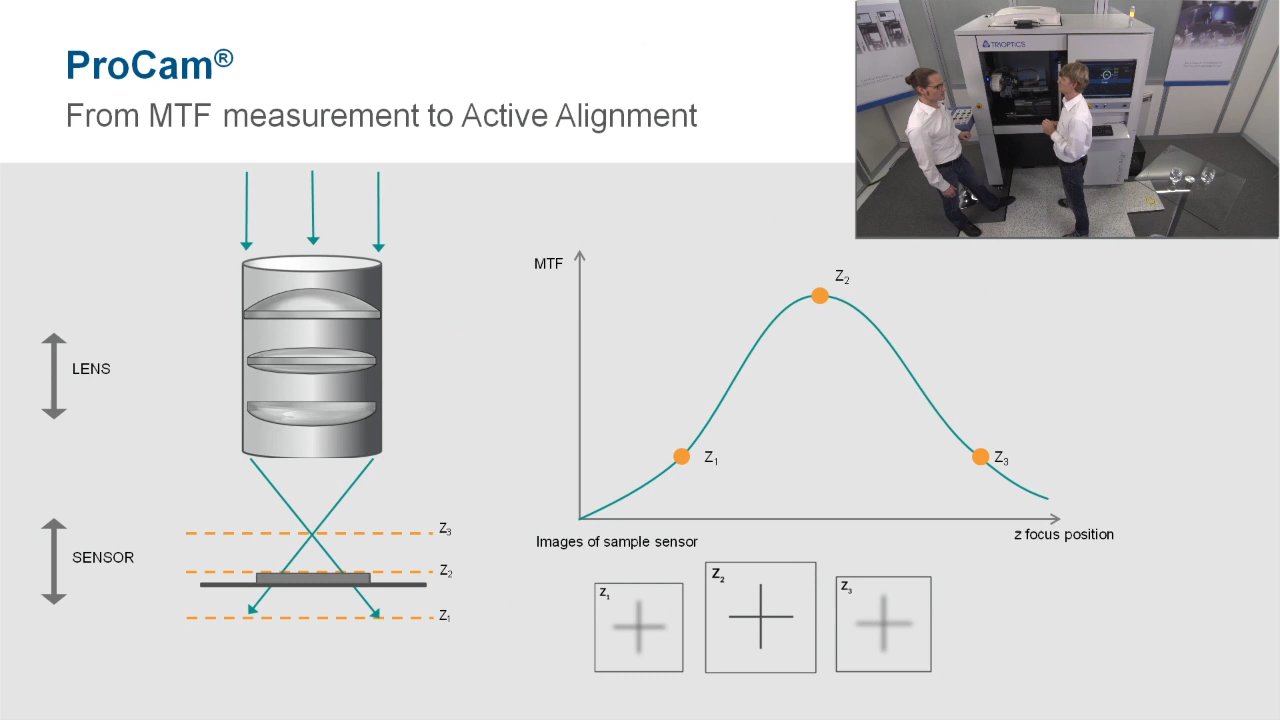 ProCam®
From MTF measurement to Active Alignment
TRIOPTICS
MTF
Z₂
LENS
Z₁
Z₃
z focus position
Z₃
Images of sample sensor
SENSOR
Z₂
Z₁
Z₁
Z₂
Z₃